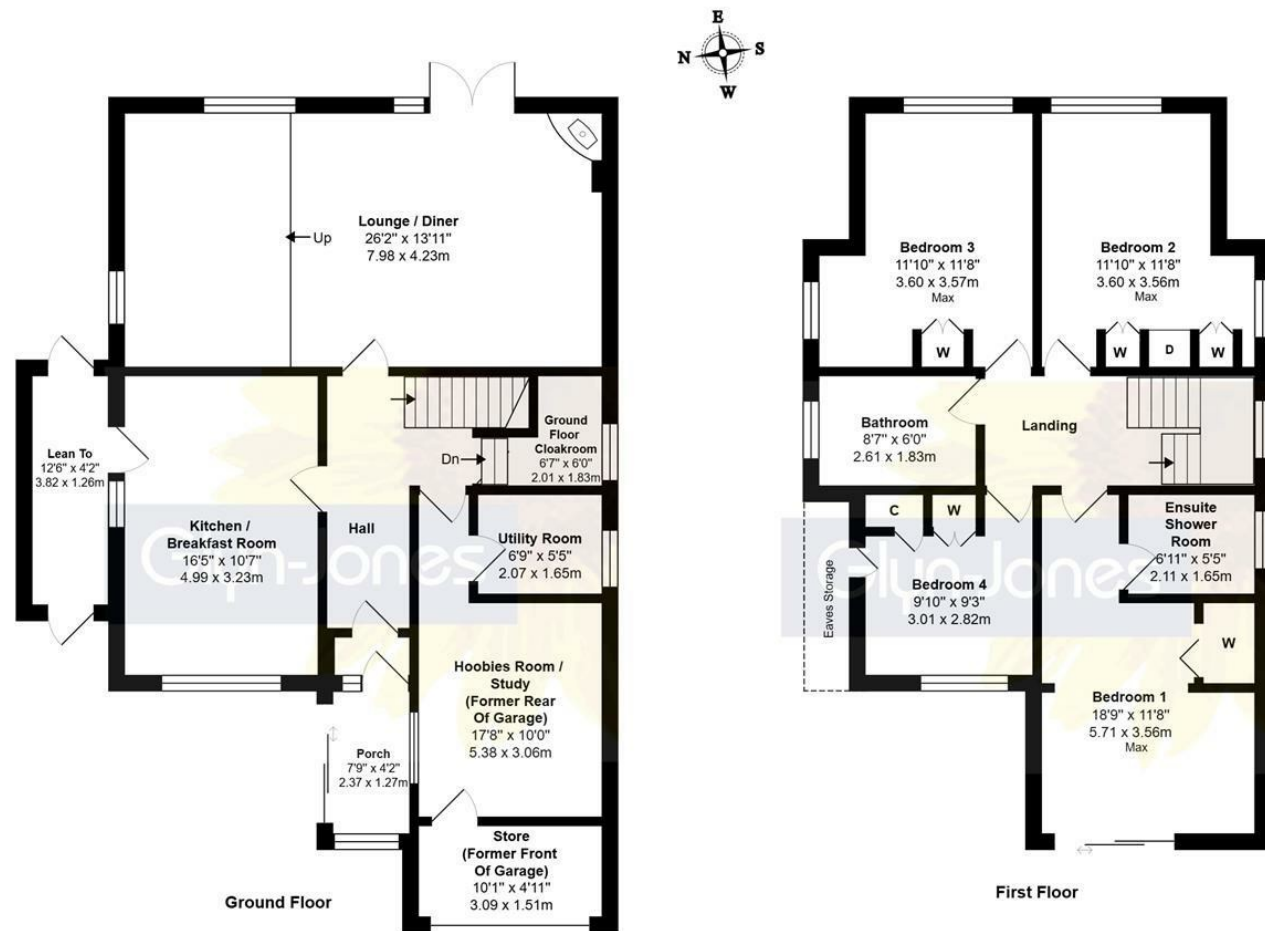 E
N
S
W
Lounge / Diner
26'2" x 13'11"
7.98 x 4.23m
Up
Lean To
12'6" x 4'2"
3.82 x 1.26m
Kitchen /
Breakfast Room
16'5" x 10'7"
4.99 x 3.23m
Hall
Dn
Ground
Floor
Cloakroom
6'7" x 6'0"
2.01 x 1.83m
Utility Room
6'9" x 5'5"
2.07 x 1.65m
Hoobies Room /
Study
(Former Rear
Of Garage)
17'8" x 10'0"
5.38 x 3.06m
Porch
7'9" x 4'2"
2.37 x 1.27m
Store
(Former Front
Of Garage)
10'1" x 4'11"
3.09 x 1.51m
Ground Floor
Glyn-Jones
Bedroom 3
11'10" x 11'8"
3.60 x 3.57m
Max
W
Bedroom 2
11'10" x 11'8"
3.60 x 3.56m
Max
W
D
W
Bathroom
8'7" x 6'0"
2.61 x 1.83m
Landing
C
W
Eaves Storage
Bedroom 4
9'10" x 9'3"
3.01 x 2.82m
Ensuite
Shower
Room
6'11" x 5'5"
2.11 x 1.65m
W
Bedroom 1
18'9" x 11'8"
5.71 x 3.56m
Max
First Floor
Glyn-Jones